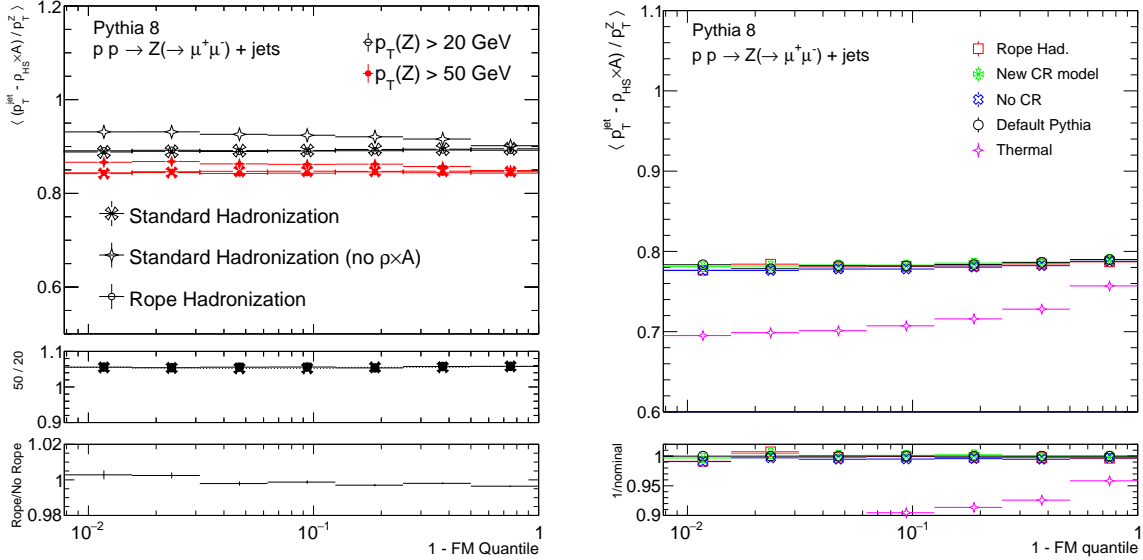 ⟨ (p_T^jet - ρ_HS ×A) / p_T^Z ⟩
Pythia 8
p p → Z(→ μ⁺μ⁻) + jets
p_T(Z) > 20 GeV
p_T(Z) > 50 GeV
1.2
1
0.8
0.6
Standard Hadronization
Standard Hadronization (no ρ×A)
Rope Hadronization
50 / 20
1.1
1
0.9
Rope/No Rope
1.02
1.00
0.98
10⁻²
10⁻¹
1
1 - FM Quantile
⟨ p_T^jet - ρ_HS ×A) / p_T^Z ⟩
Pythia 8
p p → Z(→ μ⁺μ⁻) + jets
Rope Had.
New CR model
No CR
Default Pythia
Thermal
1.1
1
0.9
0.8
0.7
0.6
1/nominal
1
0.95
0.9
10⁻²
10⁻¹
1
1 - FM quantile